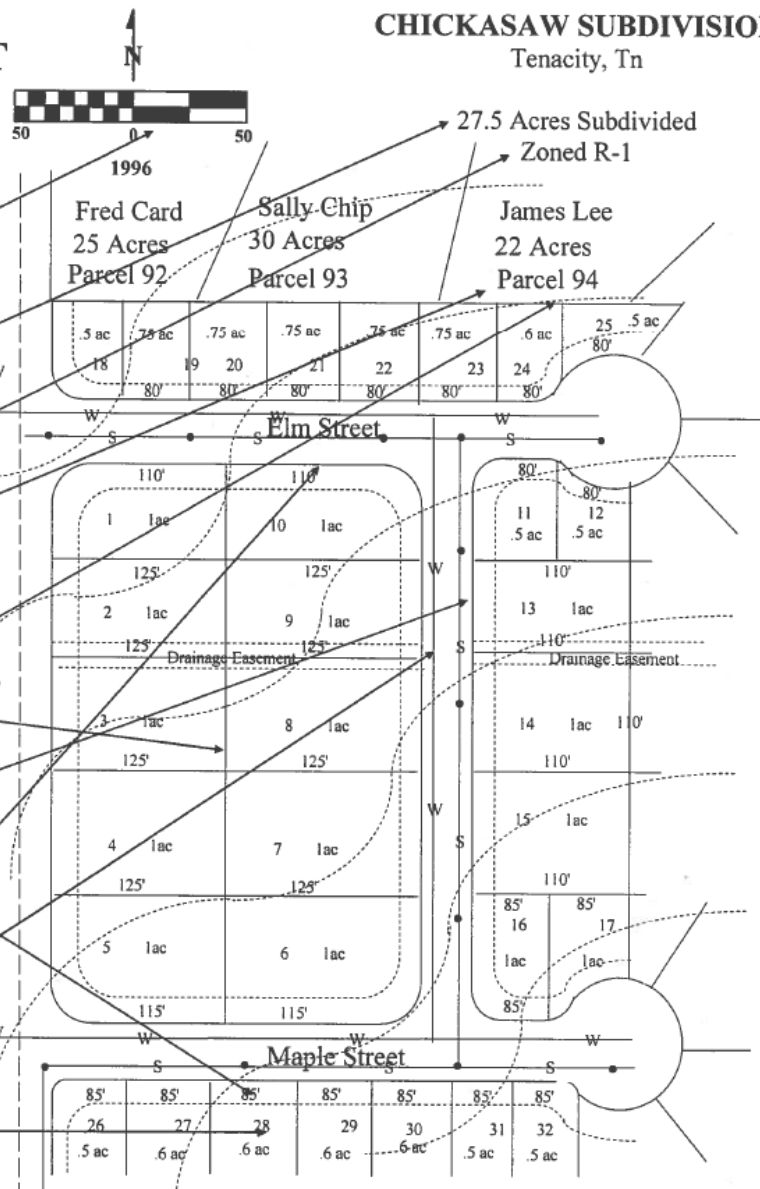 CHICKASAW SUBDIVISIO
Tenacity, Tn
T
N
50 0 50
1996
27.5 Acres Subdivided
Zoned R-1
Fred Card
25 Acres
Parcel 92
Sally Chip
30 Acres
Parcel 93
James Lee
22 Acres
Parcel 94
.5 ac .75 ac .75 ac .75 ac .75 ac .75 ac .6 ac 25 .5 ac
80'
18 19 20 21 22 23 24
80' 80' 80' 80' 80' 80'
W W W
Elm Street
S S S
110' 110' 80'
80'
1 1ac 10 1ac 11 12
.5 ac .5 ac
125' 125' W 110'
2 1ac 9 1ac 13 1ac
125' 125' S 110'
Drainage Easement Drainage Easement
3 1ac 8 1ac 14 1ac 110'
125' 125' 110'
W
15 1ac
4 1ac 7 1ac S
125' 125' 110'
85' 85'
16 17
5 1ac 6 1ac 1ac 1ac
115' 115' 85'
W W W
Maple Street
S S S
85' 85' 85' 85' 85' 85' 85'
26 27 28 29 30 31 32
.5 ac .6 ac .6 ac .6 ac .6 ac .5 ac .5 ac